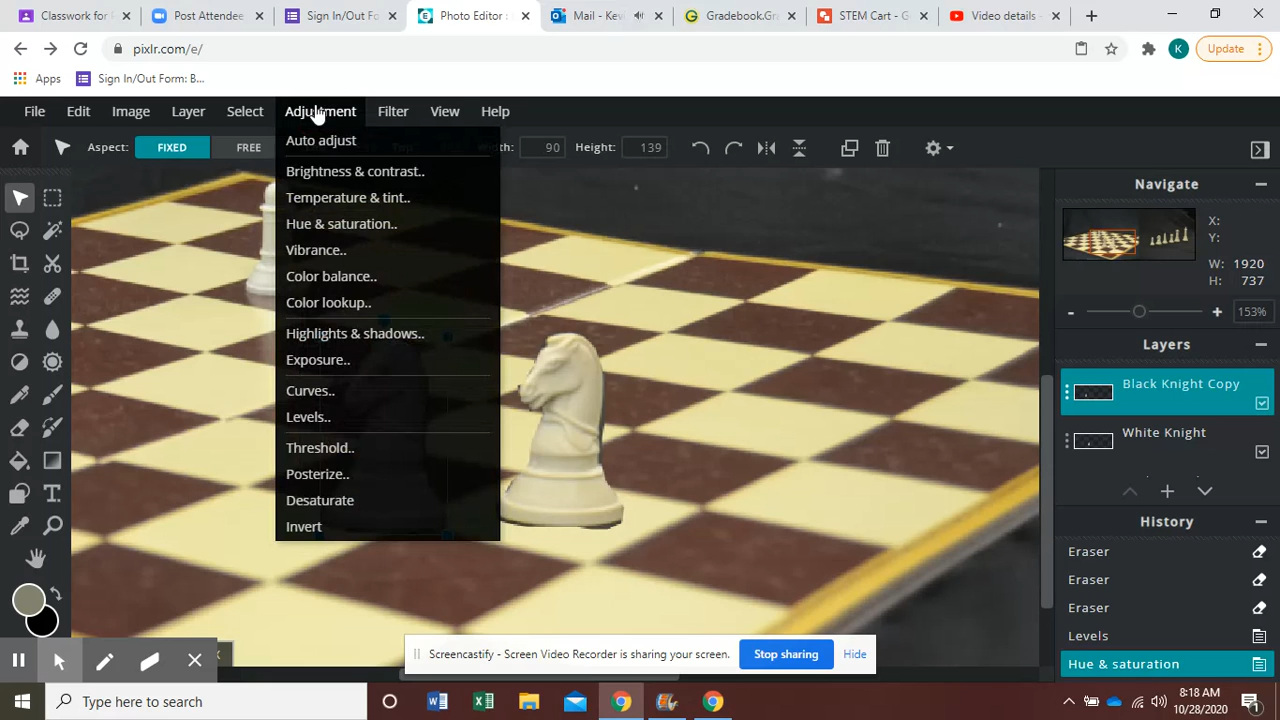 Classwork for P
Post Attendee
Sign In/Out For
Photo Editor :
Mail - Kevi
Gradebook.Gr
STEM Cart - G
Video details -
pixlr.com/e/
K
Update
Apps
Sign In/Out Form: B...
File Edit Image Layer Select Adjustment Filter View Help
Aspect: FIXED FREE Width: 90 Height: 139
Auto adjust
Brightness & contrast..
Temperature & tint..
Hue & saturation..
Vibrance..
Color balance..
Color lookup..
Highlights & shadows..
Exposure..
Curves..
Levels..
Threshold..
Posterize..
Desaturate
Invert
Navigate
X:
Y:
W: 1920
H: 737
- + 153%
Layers
Black Knight Copy
White Knight
History
Eraser
Eraser
Eraser
Levels
Hue & saturation
Screencastify - Screen Video Recorder is sharing your screen. Stop sharing Hide
Type here to search
8:18 AM
10/28/2020
1